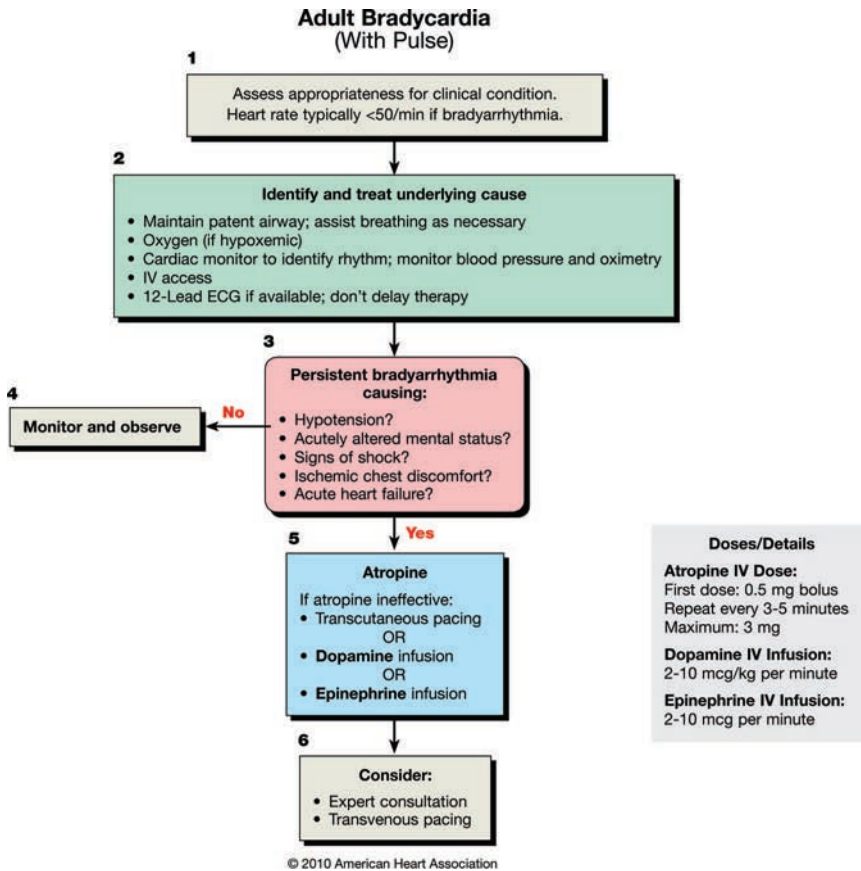 Adult Bradycardia
(With Pulse)
1
Assess appropriateness for clinical condition.
Heart rate typically <50/min if bradyarrhythmia.
2
Identify and treat underlying cause
• Maintain patent airway; assist breathing as necessary
• Oxygen (if hypoxemic)
• Cardiac monitor to identify rhythm; monitor blood pressure and oximetry
• IV access
• 12-Lead ECG if available; don't delay therapy
3
Persistent bradyarrhythmia
causing:
• Hypotension?
• Acutely altered mental status?
• Signs of shock?
• Ischemic chest discomfort?
• Acute heart failure?
No
4
Monitor and observe
Yes
5
Atropine
If atropine ineffective:
• Transcutaneous pacing
OR
• Dopamine infusion
OR
• Epinephrine infusion
Doses/Details
Atropine IV Dose:
First dose: 0.5 mg bolus
Repeat every 3-5 minutes
Maximum: 3 mg
Dopamine IV Infusion:
2-10 mcg/kg per minute
Epinephrine IV Infusion:
2-10 mcg per minute
6
Consider:
• Expert consultation
• Transvenous pacing
© 2010 American Heart Association